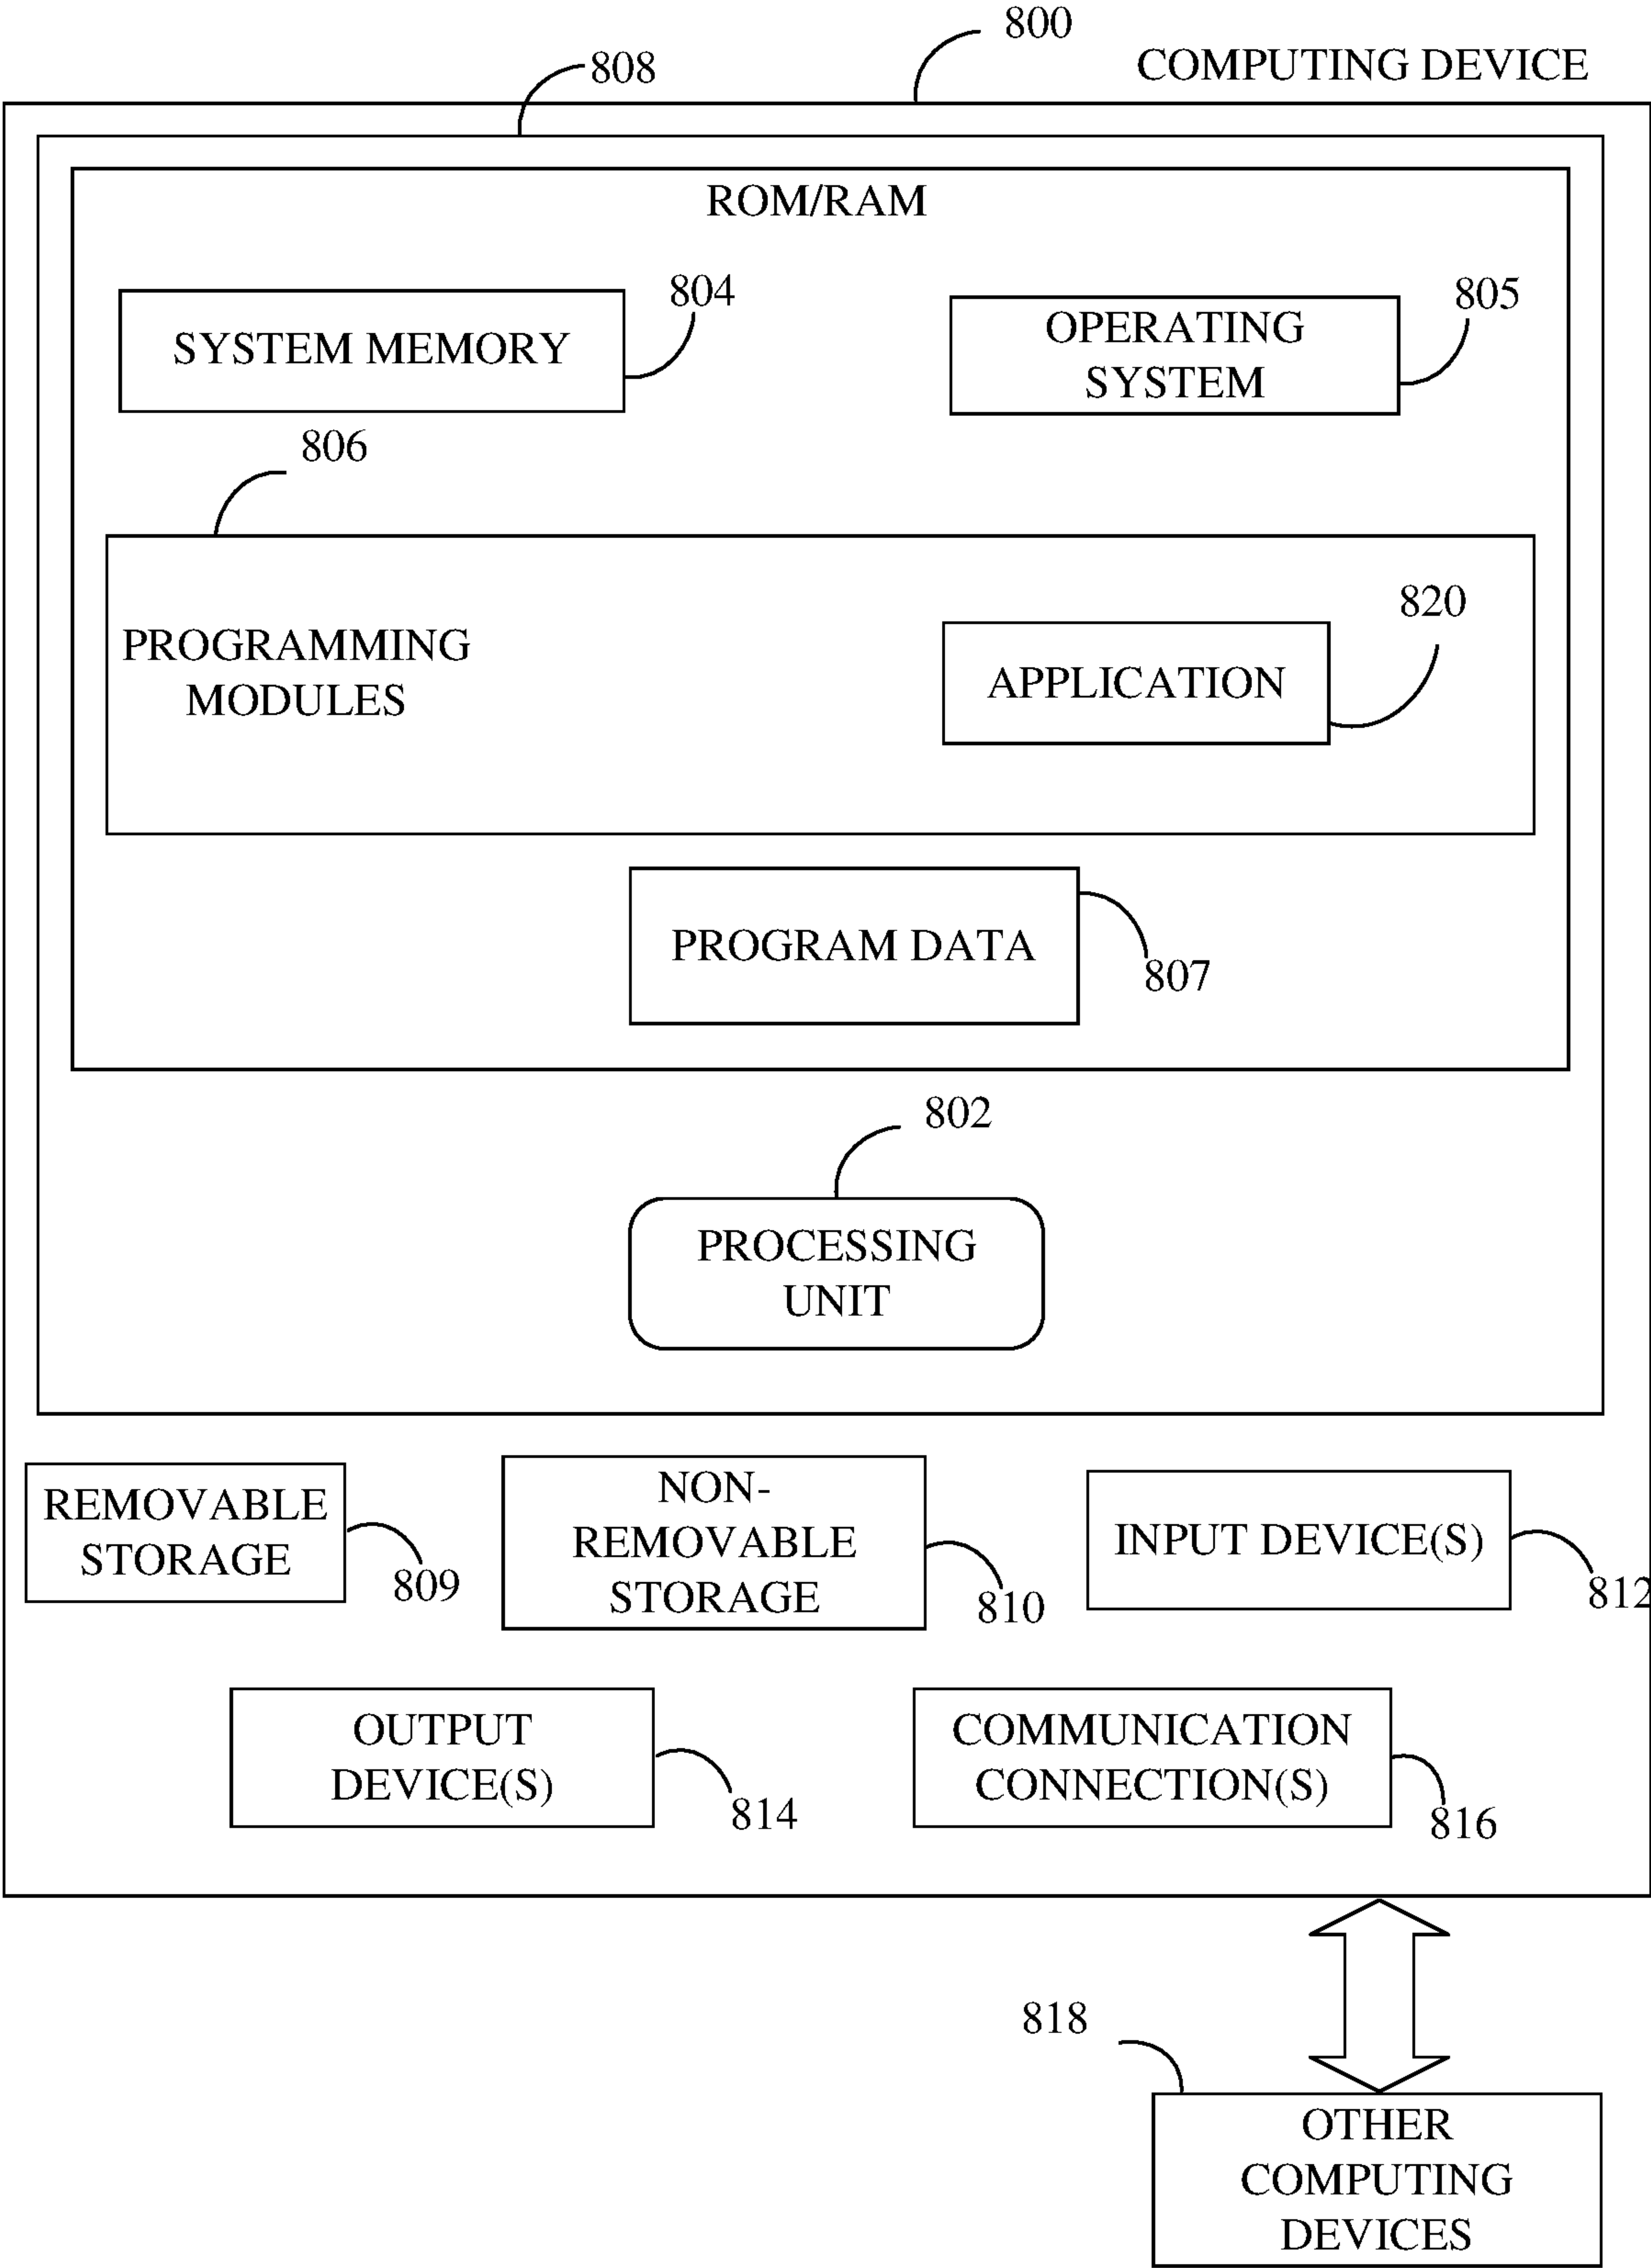 800
808
COMPUTING DEVICE
ROM/RAM
804
805
SYSTEM MEMORY
OPERATING
SYSTEM
806
820
PROGRAMMING
MODULES
APPLICATION
PROGRAM DATA
807
802
PROCESSING
UNIT
REMOVABLE
STORAGE
809
NON-
REMOVABLE
STORAGE
810
INPUT DEVICE(S)
812
OUTPUT
DEVICE(S)
814
COMMUNICATION
CONNECTION(S)
816
818
OTHER
COMPUTING
DEVICES